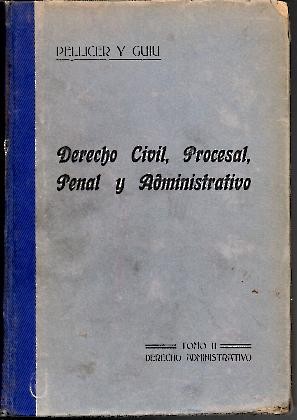 PELLICER Y GUIU
Derecho Civil, Procesal,
Penal y Administrativo
TOMO II
DERECHO ADMINISTRATIVO